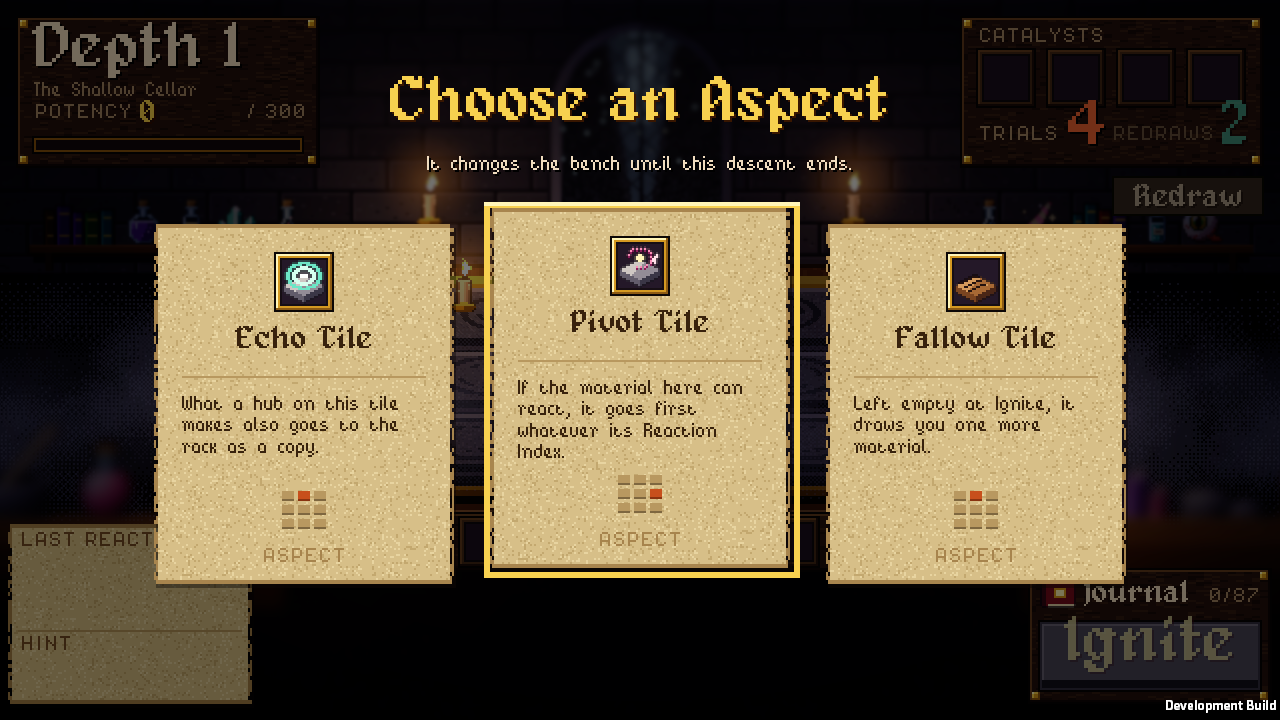 Depth 1
The Shallow Cellar
POTENCY 0 / 300
CATALYSTS
TRIALS 4 REDRAWS 2
Redraw
Choose an Aspect
It changes the bench until this descent ends.
Echo Tile
What a hub on this tile
makes also goes to the
rack as a copy.
ASPECT
Pivot Tile
If the material here can
react, it goes first
whatever its Reaction
Index.
ASPECT
Fallow Tile
Left empty at Ignite, it
draws you one more
material.
ASPECT
LAST REACT
HINT
Journal 0/87
Ignite
Development Build